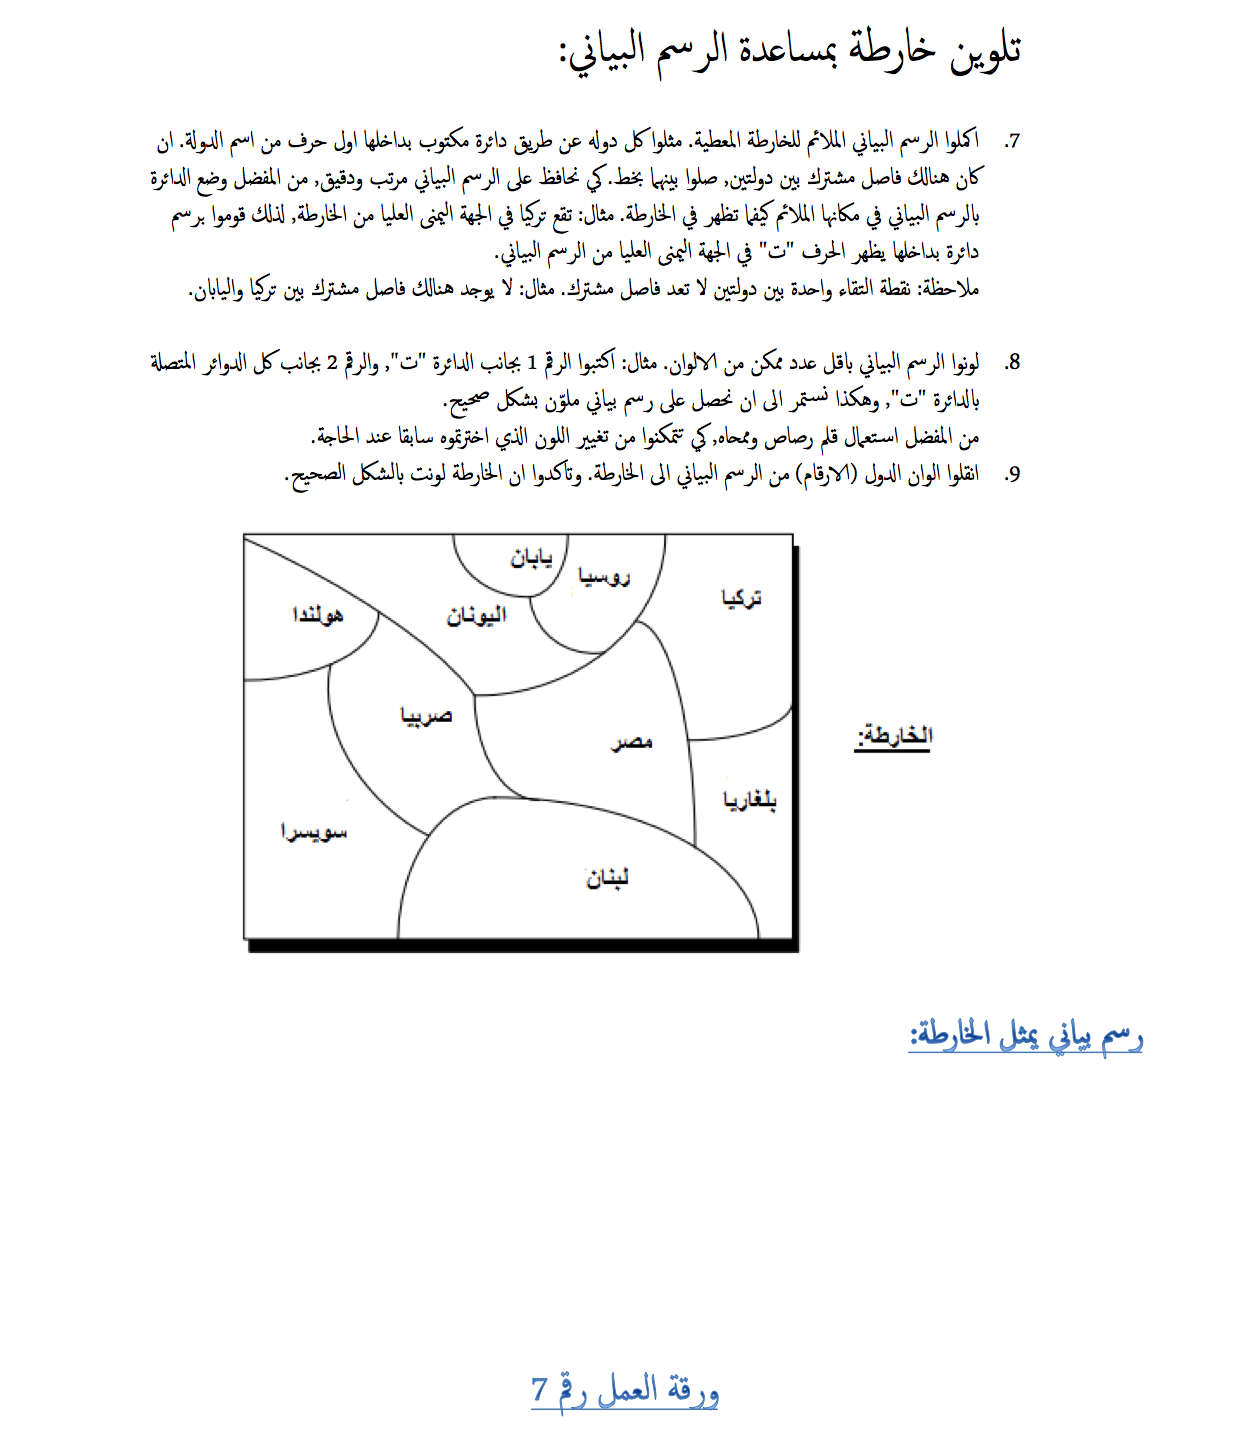 تلوين خارطة بمساعدة الرسم البياني:
7. اكملوا الرسم البياني الملائم للخارطة المعطية. مثلوا كل دوله عن طريق دائرة مكتوب بداخلها اول حرف من اسم الدولة. ان
كان هنالك فاصل مشترك بين دولتين, صلوا بينهما بخط. كي نحافظ على الرسم البياني مرتب ودقيق, من المفضل وضع الدائرة
بالرسم البياني في مكانها الملائم كيفما تظهر في الخارطة. مثال: تقع تركيا في الجهة اليمنى العليا من الخارطة, لذلك قوموا برسم
دائرة بداخلها يظهر الحرف "ت" في الجهة اليمنى العليا من الرسم البياني.
ملاحظة: نقطة التقاء واحدة بين دولتين لا تعد فاصل مشترك. مثال: لا يوجد هنالك فاصل مشترك بين تركيا واليابان.
8. لونوا الرسم البياني باقل عدد ممكن من الالوان. مثال: اكتبوا الرقم 1 بجانب الدائرة "ت", والرقم 2 بجانب كل الدوائر المتصلة
بالدائرة "ت", وهكذا نستمر الى ان نحصل على رسم بياني ملوّن بشكل صحيح.
من المفضل استعمال قلم رصاص وممحاه, كي تتمكنوا من تغيير اللون الذي اخترتموه سابقا عند الحاجة.
9. انقلوا الوان الدول (الارقام) من الرسم البياني الى الخارطة. وتأكدوا ان الخارطة لونت بالشكل الصحيح.
يابان
روسيا
تركيا
هولندا
اليونان
صربيا
مصر
الخارطة:
بلغاريا
سويسرا
لبنان
رسم بياني يمثل الخارطة:
ورقة العمل رقم 7